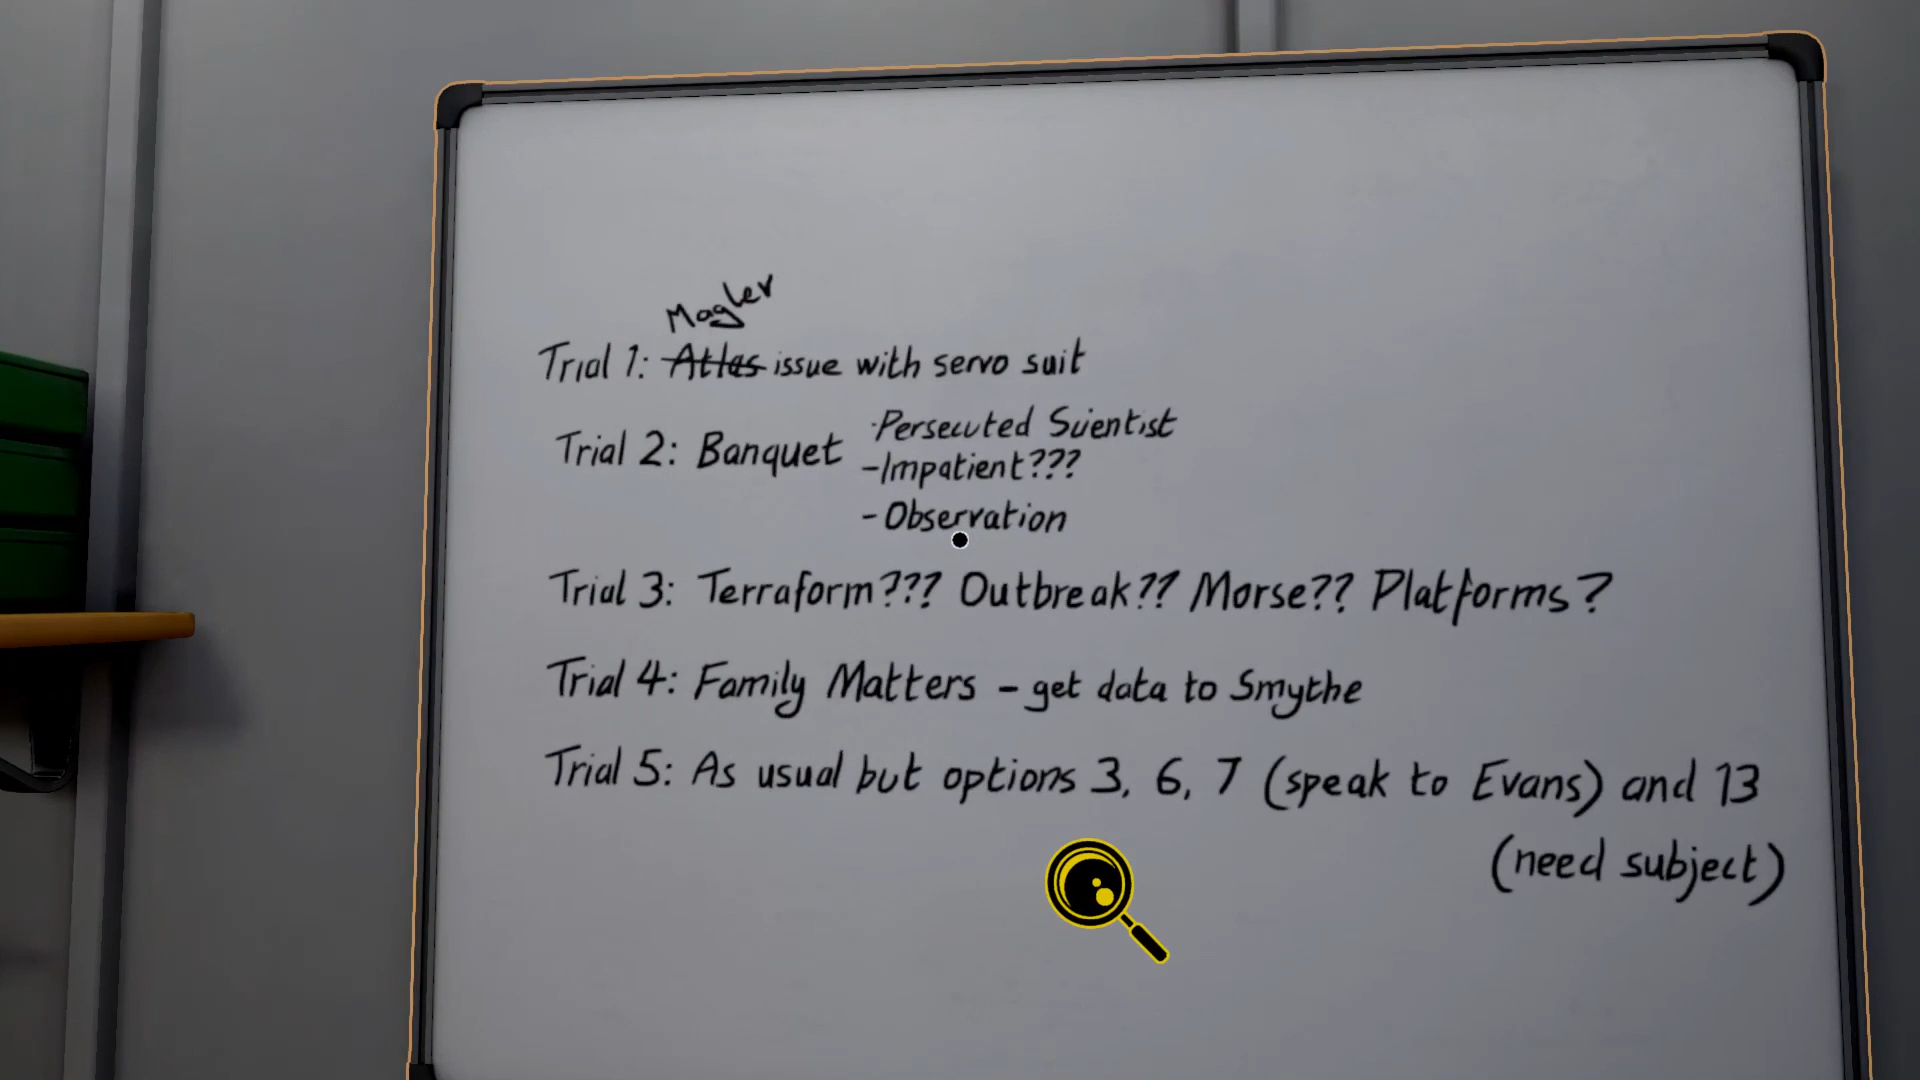 Magler
Trial 1: Atlas issue with servo suit
Trial 2: Banquet
·Persecuted Scientist
-Impatient???
- Observation
Trial 3: Terraform??? Outbreak?? Morse?? Platforms?
Trial 4: Family Matters - get data to Smythe
Trial 5: As usual but options 3, 6, 7 (speak to Evans) and 13
(need subject)